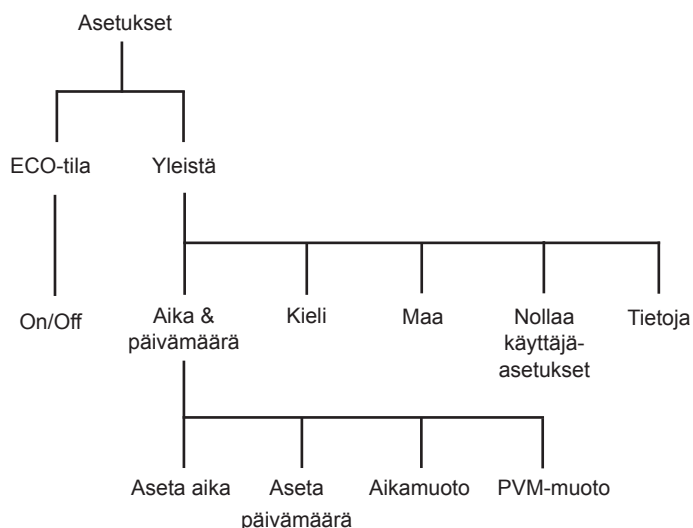 Asetukset
ECO-tila
Yleistä
On/Off
Aika &
päivämäärä
Kieli
Maa
Nollaa
käyttäjä-
asetukset
Tietoja
Aseta aika
Aseta
päivämäärä
Aikamuoto
PVM-muoto